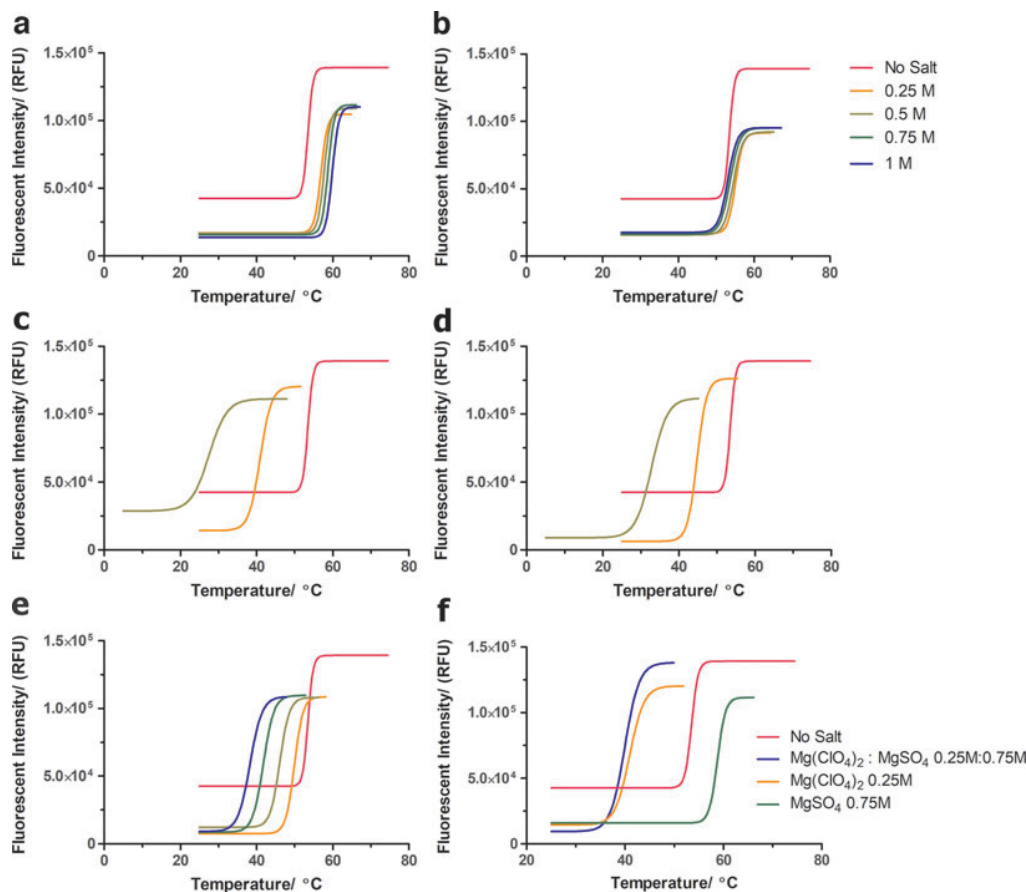 a
Fluorescent Intensity/ (RFU)
1.5×10⁵
1.0×10⁵
5.0×10⁴
0
0 20 40 60 80
Temperature/ °C
b
Fluorescent Intensity/ (RFU)
1.5×10⁵
1.0×10⁵
5.0×10⁴
0
0 20 40 60 80
Temperature/ °C
No Salt
0.25 M
0.5 M
0.75 M
1 M
c
Fluorescent Intensity/ (RFU)
1.5×10⁵
1.0×10⁵
5.0×10⁴
0
0 20 40 60 80
Temperature/ °C
d
Fluorescent Intensity/ (RFU)
1.5×10⁵
1.0×10⁵
5.0×10⁴
0
0 20 40 60 80
Temperature/ °C
e
Fluorescent Intensity/ (RFU)
1.5×10⁵
1.0×10⁵
5.0×10⁴
0
0 20 40 60 80
Temperature/ °C
f
Fluorescent Intensity/ (RFU)
1.5×10⁵
1.0×10⁵
5.0×10⁴
0
20 40 60 80
Temperature/ °C
No Salt
Mg(ClO₄)₂ : MgSO₄ 0.25M:0.75M
Mg(ClO₄)₂ 0.25M
MgSO₄ 0.75M